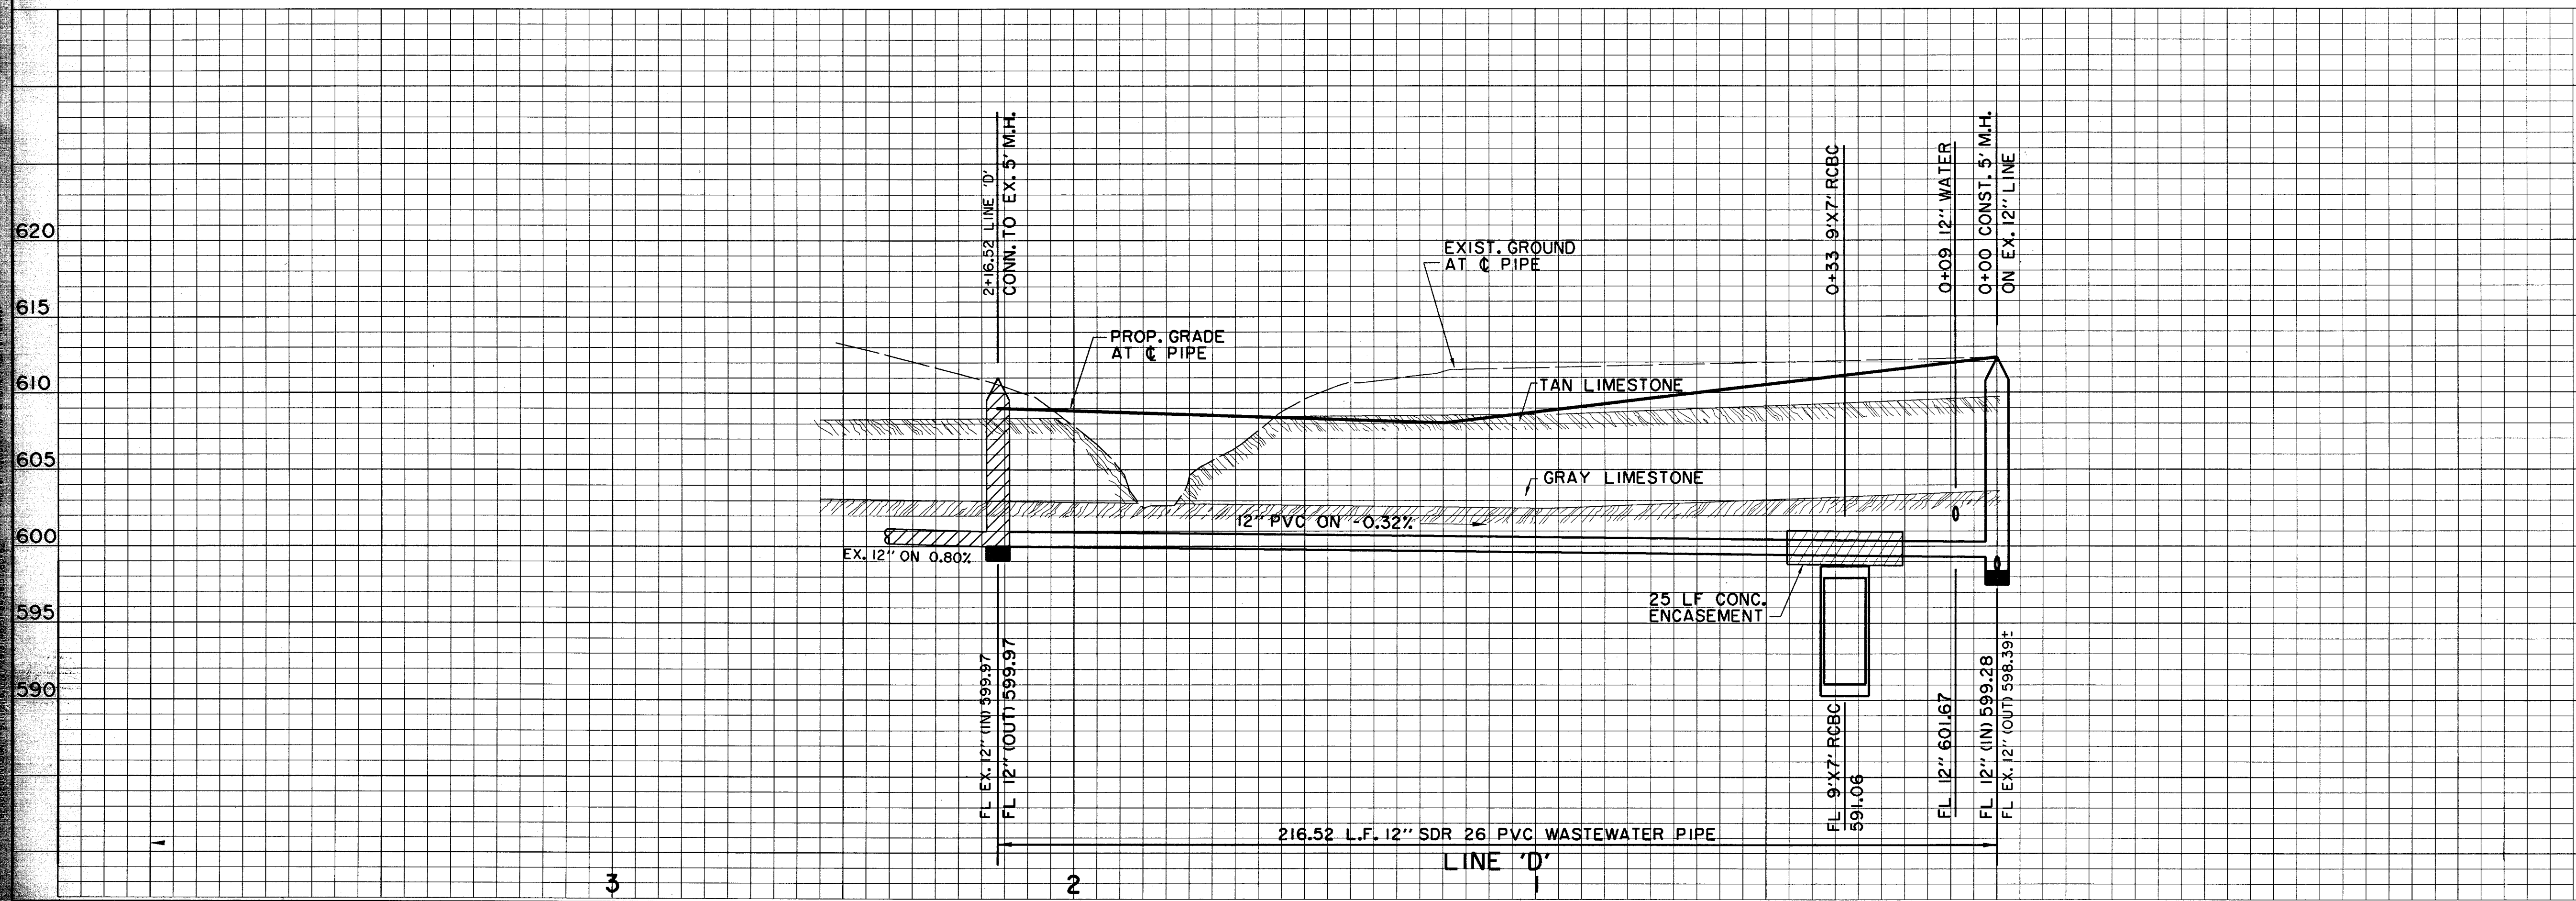 620
615
610
605
600
595
590
2+16.52 LINE 'D'
CONN. TO EX. 5' M.H.
PROP. GRADE
AT ℄ PIPE
EXIST. GROUND
AT ℄ PIPE
0+33 9'X7' RCBC
0+09 12" WATER
0+00 CONST. 5' M.H.
ON EX. 12" LINE
TAN LIMESTONE
GRAY LIMESTONE
12" PVC ON -0.32%
EX. 12" ON 0.80%
25 LF CONC.
ENCASEMENT
FL EX. 12" (IN) 599.97
FL 12" (OUT) 599.97
FL 9'X7' RCBC
591.06
FL 12" 601.67
FL 12" (IN) 599.28
FL EX. 12" (OUT) 598.39±
216.52 L.F. 12" SDR 26 PVC WASTEWATER PIPE
LINE 'D'
3
2
1